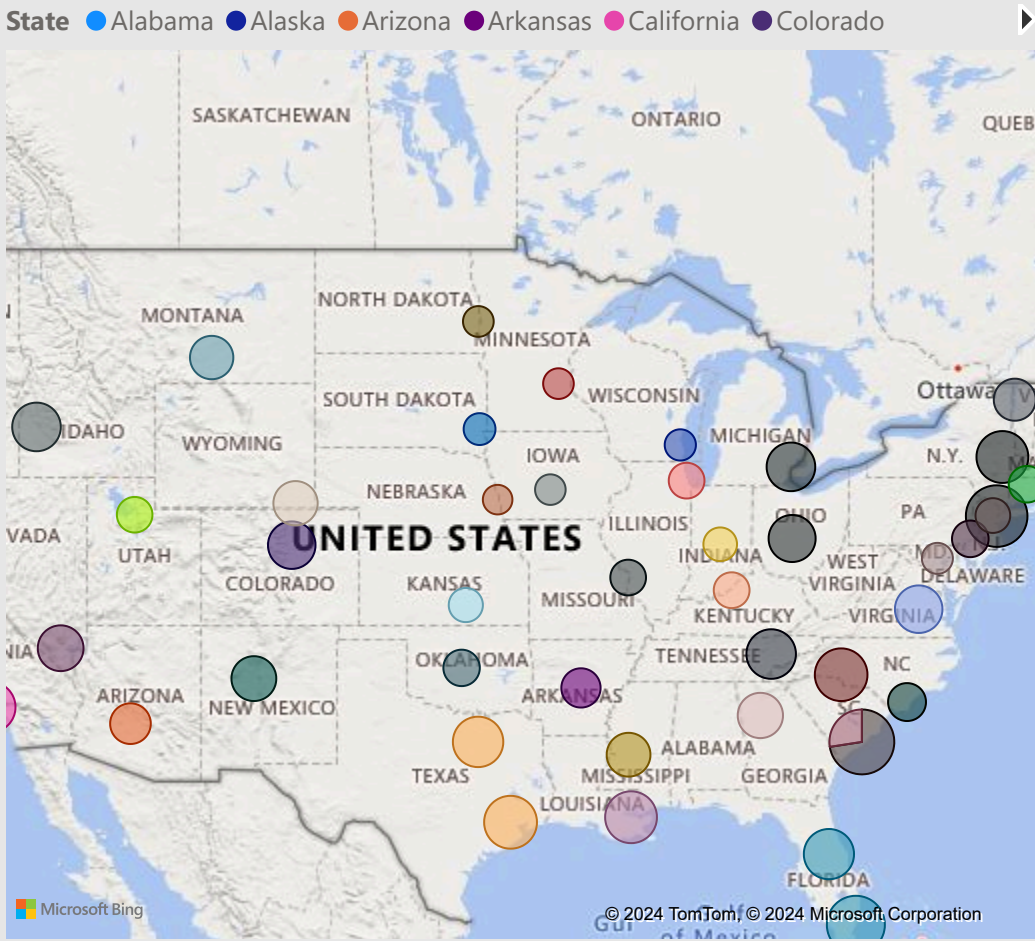 State Alabama Alaska Arizona Arkansas California Colorado
SASKATCHEWAN
ONTARIO
QUEB
NORTH DAKOTA
MONTANA
MINNESOTA
WISCONSIN
SOUTH DAKOTA
Ottawa
IDAHO
WYOMING
MICHIGAN
IOWA
N.Y.
NEBRASKA
PA
OHIO
ILLINOIS
VADA
UNITED STATES
UTAH
INDIANA
MD.
WEST
VIRGINIA
DELAWARE
COLORADO
KANSAS
MISSOURI
KENTUCKY
VIRGINIA
NIA
OKLAHOMA
TENNESSEE
NC
ARIZONA
NEW MEXICO
ARKANSAS
SC
TEXAS
MISSISSIPPI
ALABAMA
GEORGIA
LOUISIANA
FLORIDA
Microsoft Bing
© 2024 TomTom, © 2024 Microsoft Corporation
of Mexico